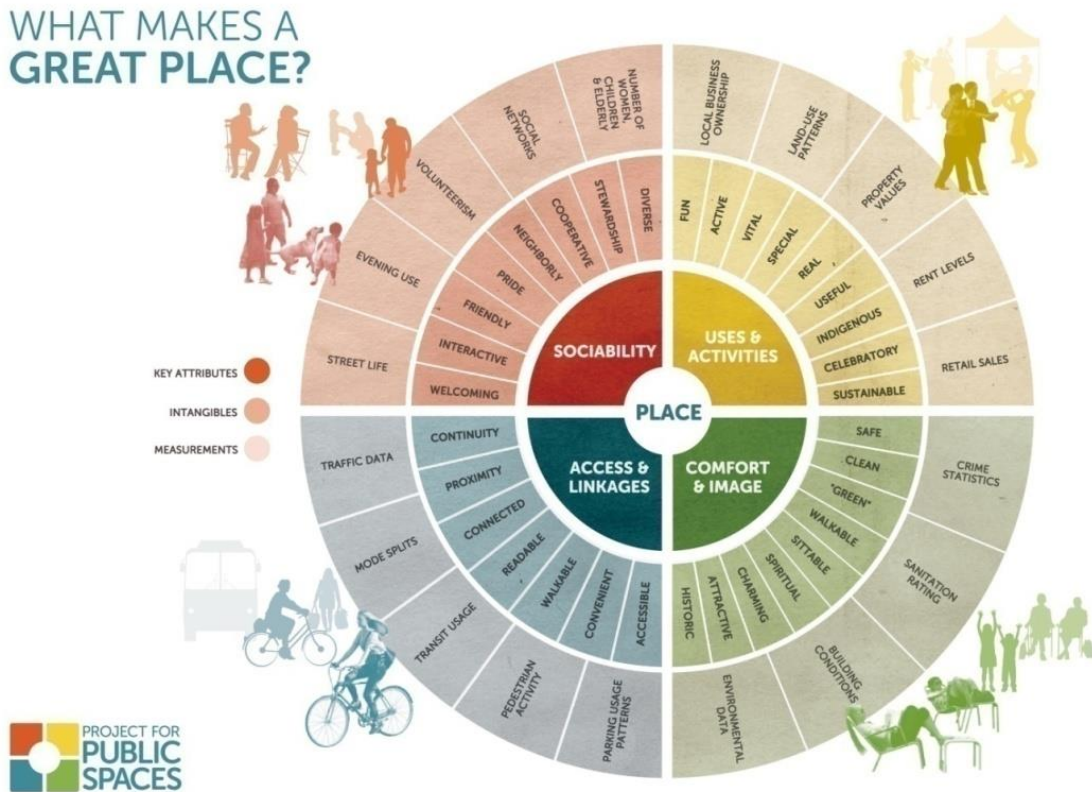 WHAT MAKES A
GREAT PLACE?
KEY ATTRIBUTES
INTANGIBLES
MEASUREMENTS
PLACE
SOCIABILITY
USES &
ACTIVITIES
ACCESS &
LINKAGES
COMFORT
& IMAGE
WELCOMING
INTERACTIVE
FRIENDLY
PRIDE
NEIGHBORLY
COOPERATIVE
STEWARDSHIP
DIVERSE
FUN
ACTIVE
VITAL
SPECIAL
REAL
USEFUL
INDIGENOUS
CELEBRATORY
SUSTAINABLE
SAFE
CLEAN
"GREEN"
WALKABLE
SITTABLE
SPIRITUAL
CHARMING
ATTRACTIVE
HISTORIC
ACCESSIBLE
CONVENIENT
WALKABLE
READABLE
CONNECTED
PROXIMITY
CONTINUITY
STREET LIFE
EVENING USE
VOLUNTEERISM
SOCIAL
NETWORKS
NUMBER OF
WOMEN,
CHILDREN
& ELDERLY
LOCAL BUSINESS
OWNERSHIP
LAND-USE
PATTERNS
PROPERTY
VALUES
RENT LEVELS
RETAIL SALES
CRIME
STATISTICS
SANITATION
RATING
BUILDING
CONDITIONS
ENVIRONMENTAL
DATA
PARKING USAGE
PATTERNS
PEDESTRIAN
ACTIVITY
TRANSIT USAGE
MODE SPLITS
TRAFFIC DATA
PROJECT FOR
PUBLIC
SPACES